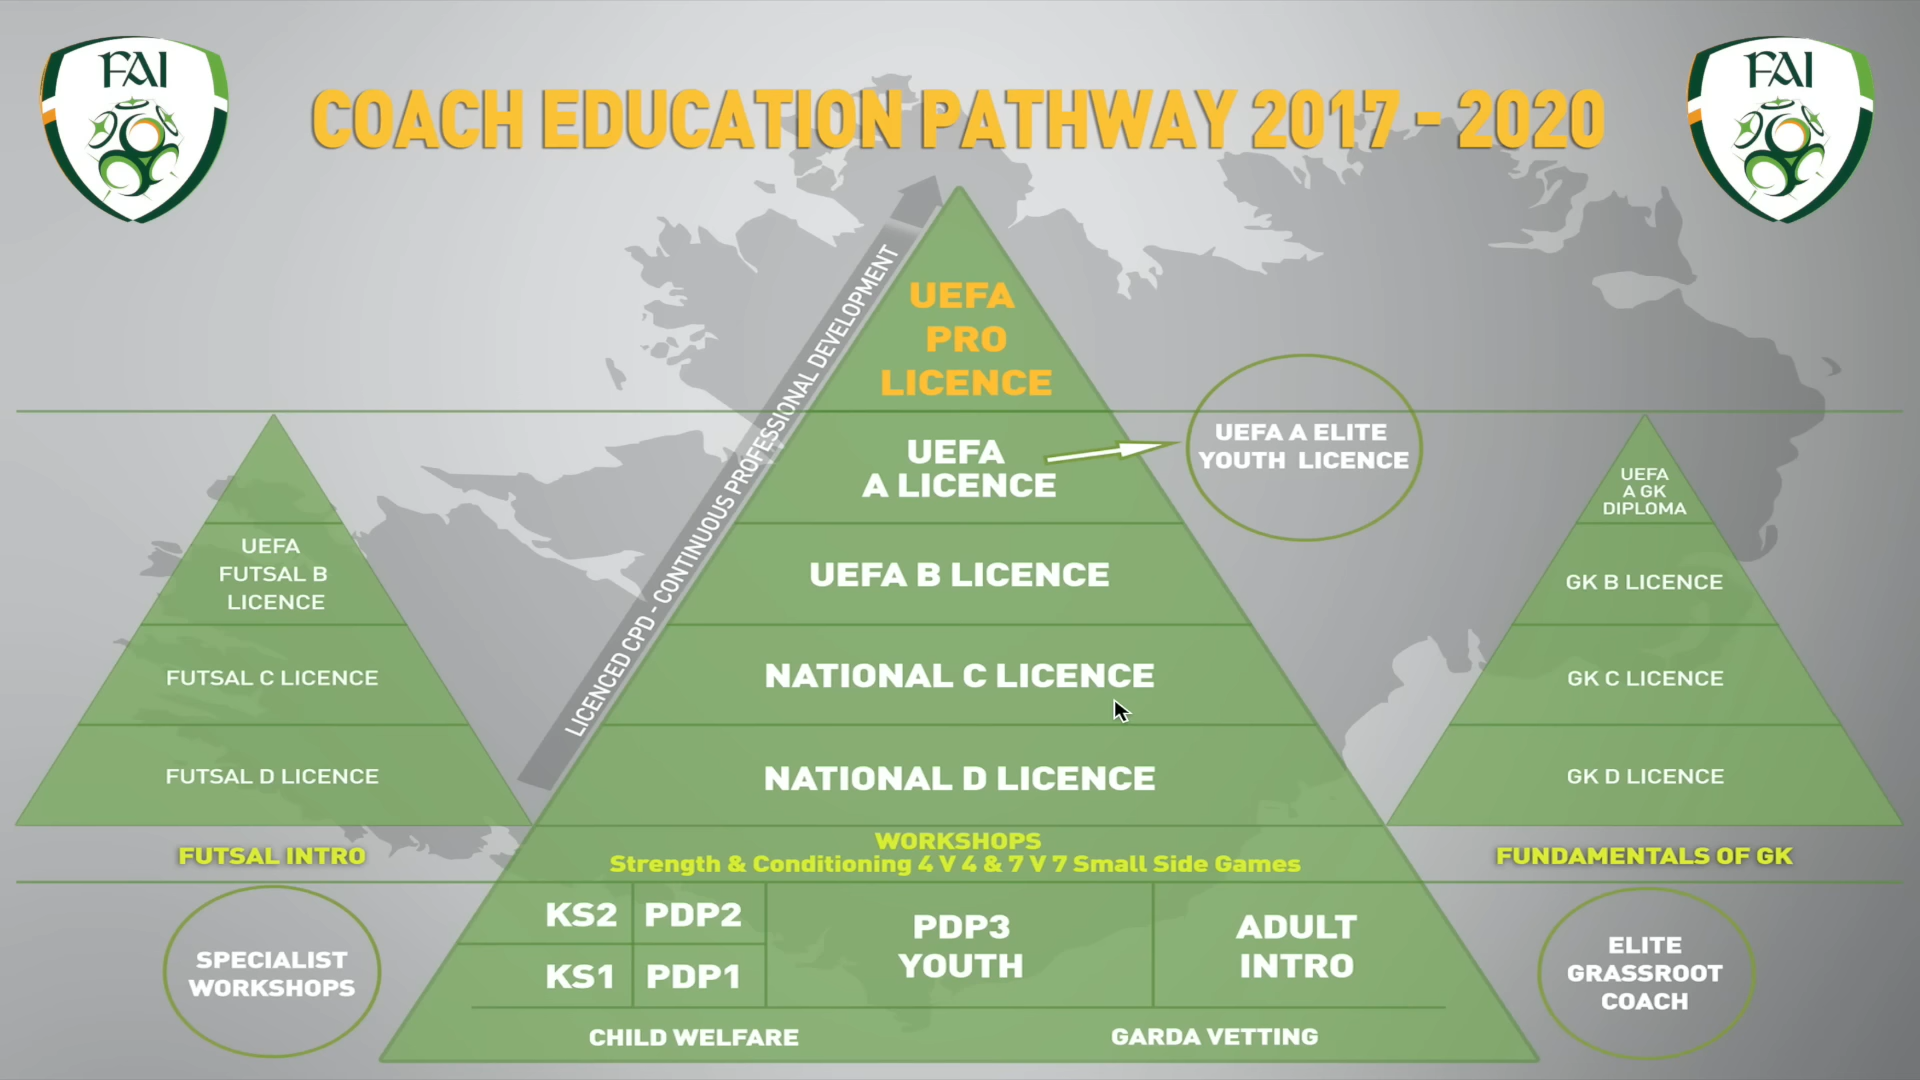 FAI
FAI
COACH EDUCATION PATHWAY 2017 - 2020
LICENCED CPD - CONTINUOUS PROFESSIONAL DEVELOPMENT
UEFA
PRO
LICENCE
UEFA
A LICENCE
UEFA A ELITE
YOUTH LICENCE
UEFA B LICENCE
NATIONAL C LICENCE
NATIONAL D LICENCE
UEFA
FUTSAL B
LICENCE
FUTSAL C LICENCE
FUTSAL D LICENCE
FUTSAL INTRO
UEFA
A GK
DIPLOMA
GK B LICENCE
GK C LICENCE
GK D LICENCE
FUNDAMENTALS OF GK
WORKSHOPS
Strength & Conditioning 4 V 4 & 7 V 7 Small Side Games
SPECIALIST
WORKSHOPS
KS2
PDP2
KS1
PDP1
PDP3
YOUTH
ADULT
INTRO
CHILD WELFARE
GARDA VETTING
ELITE
GRASSROOT
COACH